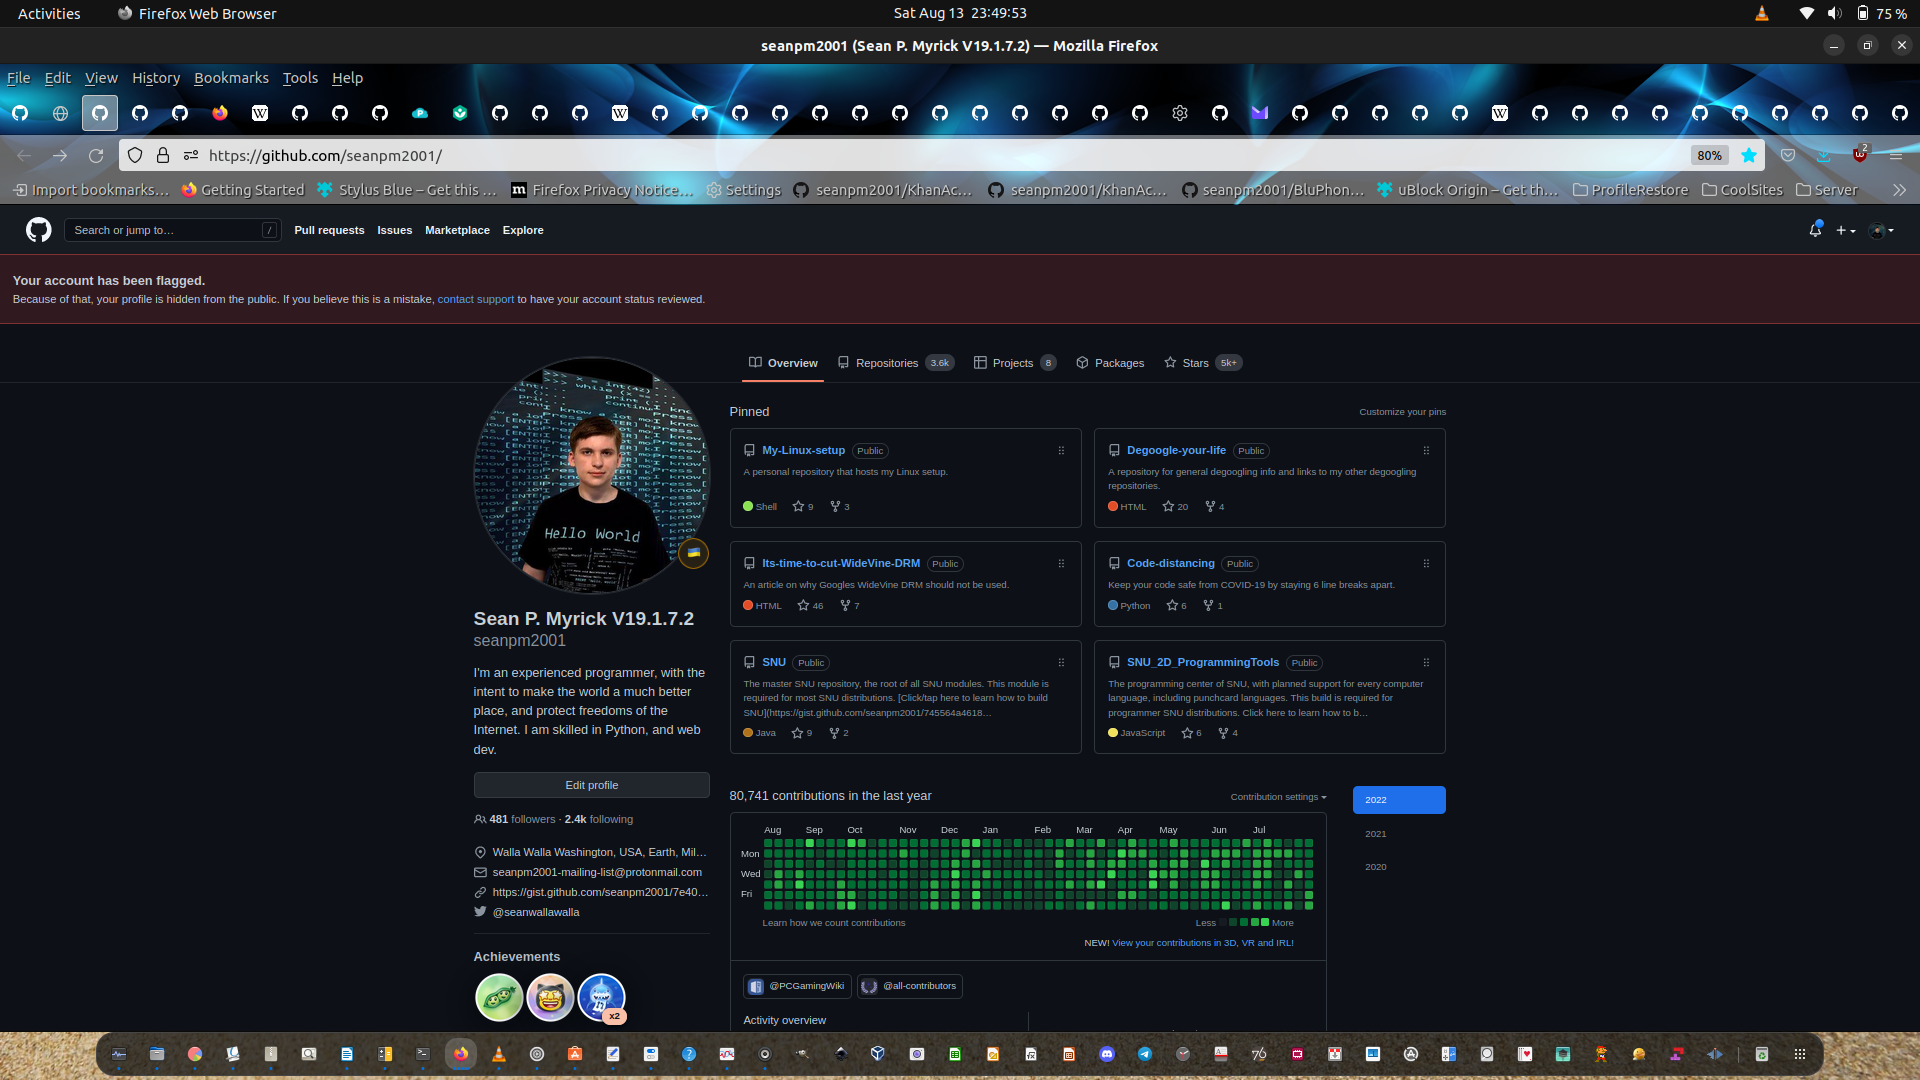 Activities
Firefox Web Browser
Sat Aug 13 23:49:53
75 %
seanpm2001 (Sean P. Myrick V19.1.7.2) — Mozilla Firefox
File Edit View History Bookmarks Tools Help
https://github.com/seanpm2001/
80%
2
Import bookmarks…
Getting Started
Stylus Blue – Get this …
Firefox Privacy Notice…
Settings
seanpm2001/KhanAc…
seanpm2001/KhanAc…
seanpm2001/BluPhon…
uBlock Origin – Get th…
ProfileRestore
CoolSites
Server
Search or jump to…
/
Pull requests
Issues
Marketplace
Explore
Your account has been flagged.
Because of that, your profile is hidden from the public. If you believe this is a mistake, contact support to have your account status reviewed.
Overview
Repositories 3.6k
Projects 8
Packages
Stars 5k+
Hello World
Sean P. Myrick V19.1.7.2
seanpm2001
I'm an experienced programmer, with the
intent to make the world a much better
place, and protect freedoms of the
Internet. I am skilled in Python, and web
dev.
Edit profile
481 followers · 2.4k following
Walla Walla Washington, USA, Earth, Mil…
seanpm2001-mailing-list@protonmail.com
https://gist.github.com/seanpm2001/7e40…
@seanwallawalla
Achievements
x2
Pinned
Customize your pins
My-Linux-setup Public
A personal repository that hosts my Linux setup.
Shell 9 3
Degoogle-your-life Public
A repository for general degoogling info and links to my other degoogling
repositories.
HTML 20 4
Its-time-to-cut-WideVine-DRM Public
An article on why Googles WideVine DRM should not be used.
HTML 46 7
Code-distancing Public
Keep your code safe from COVID-19 by staying 6 line breaks apart.
Python 6 1
SNU Public
The master SNU repository, the root of all SNU modules. This module is
required for most SNU distributions. [Click/tap here to learn how to build
SNU](https://gist.github.com/seanpm2001/745564a4618…
Java 9 2
SNU_2D_ProgrammingTools Public
The programming center of SNU, with planned support for every computer
language, including punchcard languages. This build is required for
programmer SNU distributions. Click here to learn how to b…
JavaScript 6 4
80,741 contributions in the last year
Contribution settings
2022
2021
2020
Aug Sep Oct Nov Dec Jan Feb Mar Apr May Jun Jul
Mon
Wed
Fri
Learn how we count contributions
Less More
NEW! View your contributions in 3D, VR and IRL!
@PCGamingWiki
@all-contributors
Activity overview